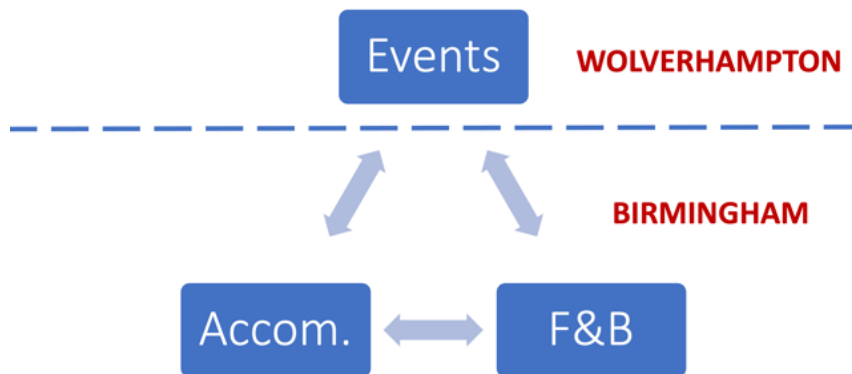 Events
WOLVERHAMPTON
BIRMINGHAM
Accom.
F&B